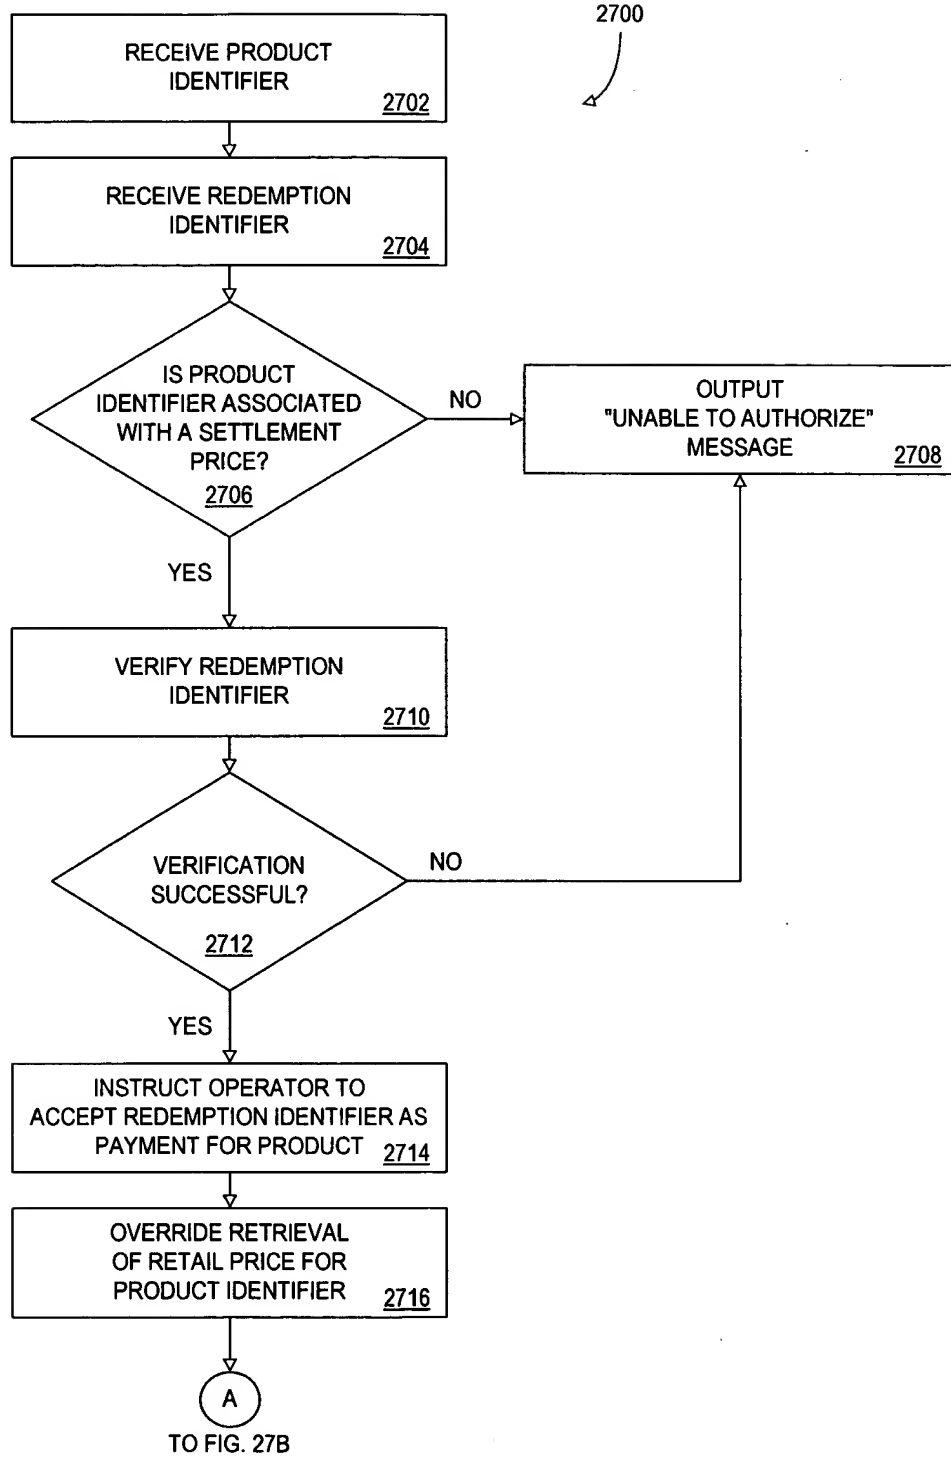 2700
RECEIVE PRODUCT
IDENTIFIER
2702
RECEIVE REDEMPTION
IDENTIFIER
2704
IS PRODUCT
IDENTIFIER ASSOCIATED
WITH A SETTLEMENT
PRICE?
2706
NO
OUTPUT
"UNABLE TO AUTHORIZE"
MESSAGE
2708
YES
VERIFY REDEMPTION
IDENTIFIER
2710
VERIFICATION
SUCCESSFUL?
2712
NO
YES
INSTRUCT OPERATOR TO
ACCEPT REDEMPTION IDENTIFIER AS
PAYMENT FOR PRODUCT
2714
OVERRIDE RETRIEVAL
OF RETAIL PRICE FOR
PRODUCT IDENTIFIER
2716
A
TO FIG. 27B